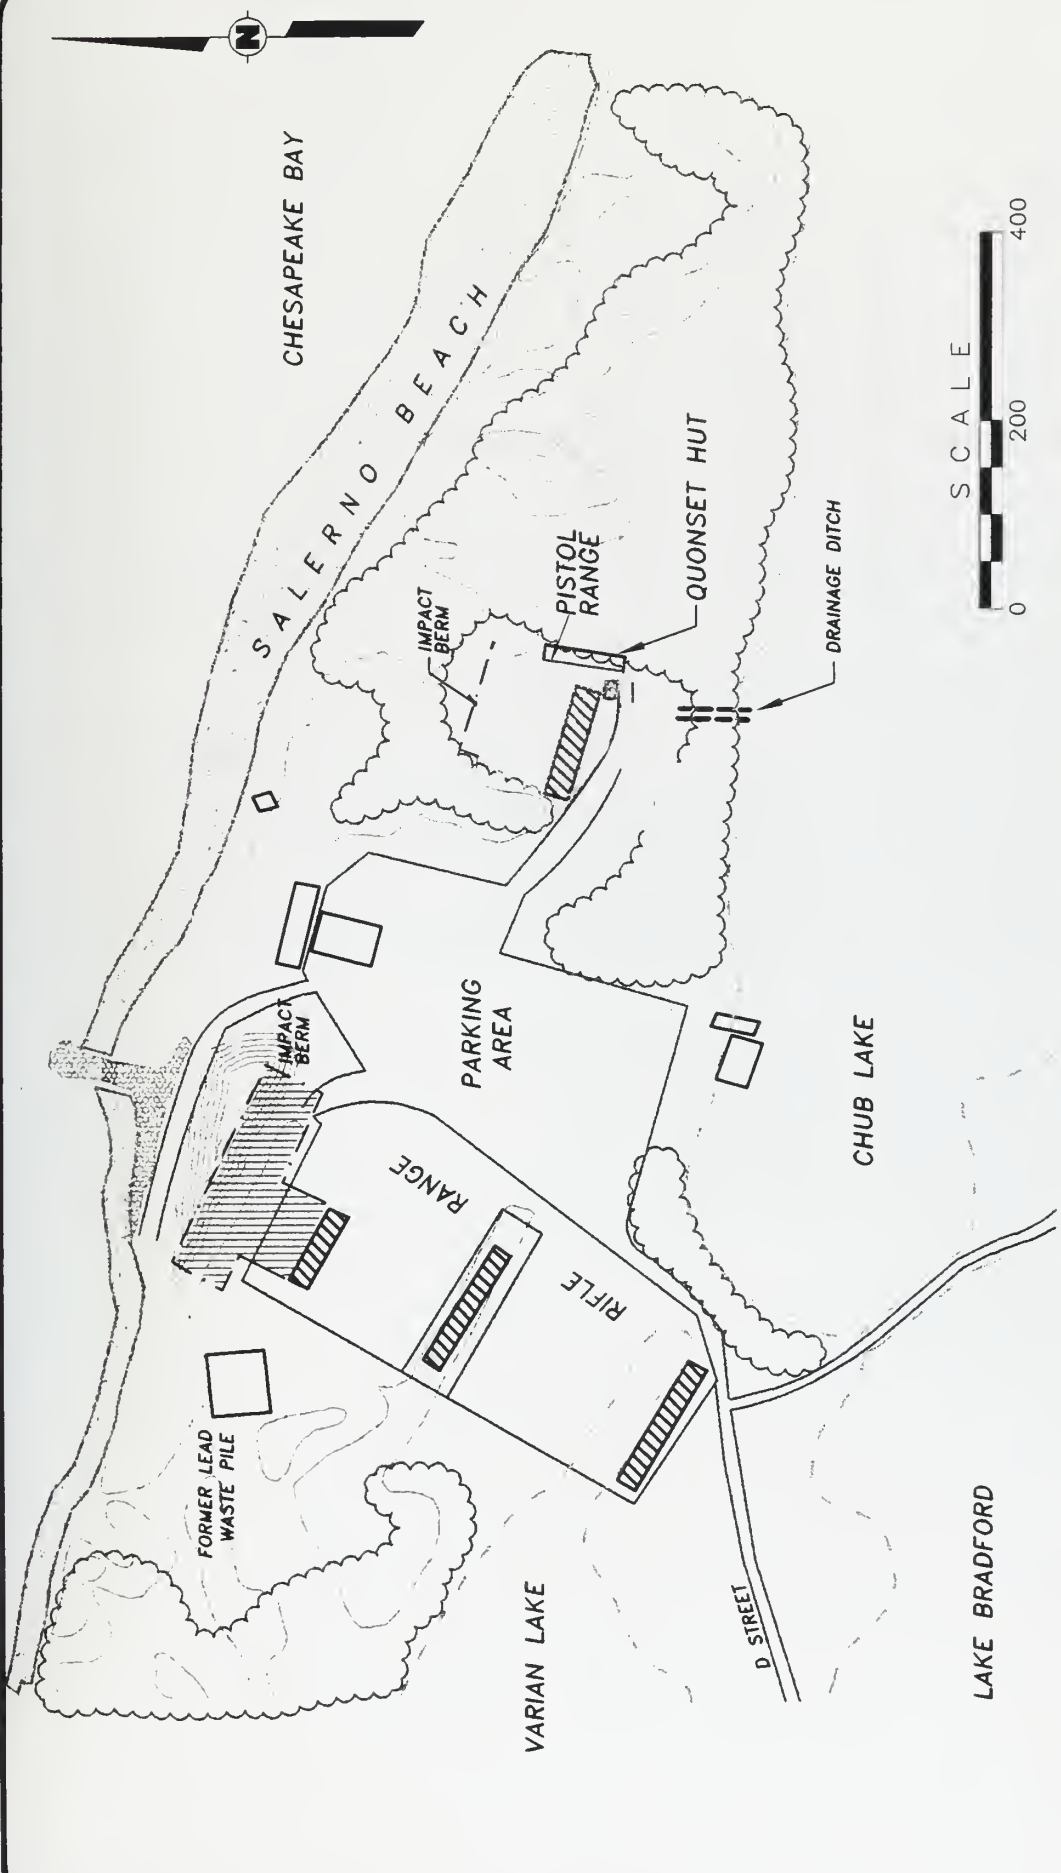 N
CHESAPEAKE BAY
SALERNO BEACH
IMPACT
BERM
PISTOL
RANGE
QUONSET HUT
DRAINAGE DITCH
SCALE
0 200 400
IMPACT
BERM
PARKING
AREA
CHUB LAKE
RIFLE RANGE
FORMER LEAD
WASTE PILE
VARIAN LAKE
D STREET
LAKE BRADFORD